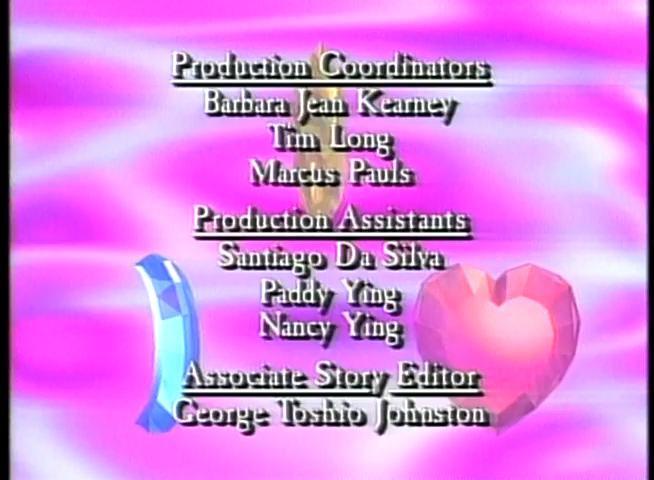 Production Coordinators
Barbara Jean Kearney
Tim Long
Marcus Pauls
Production Assistants
Santiago Da Silva
Paddy Ying
Nancy Ying
Associate Story Editor
George Toshio Johnston